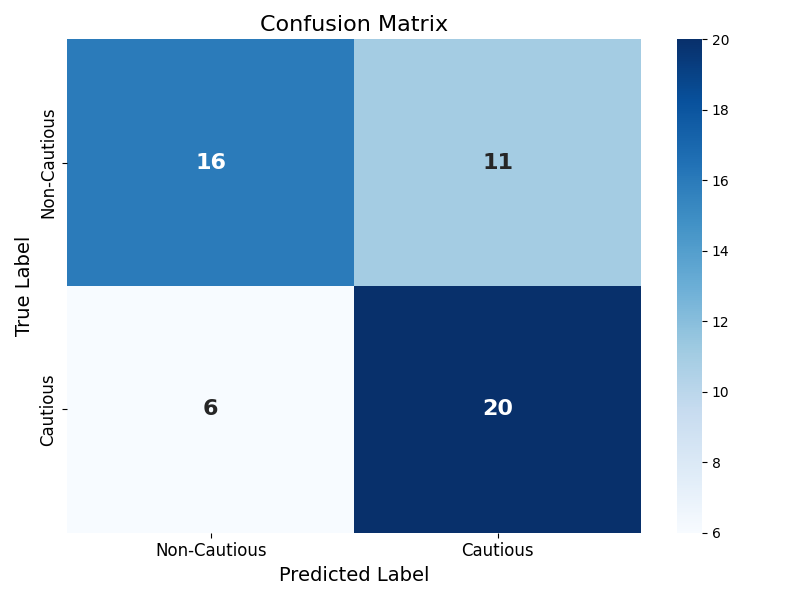 Confusion Matrix
True Label
Non-Cautious
Cautious
16
11
6
20
Non-Cautious
Cautious
Predicted Label
20
18
16
14
12
10
8
6